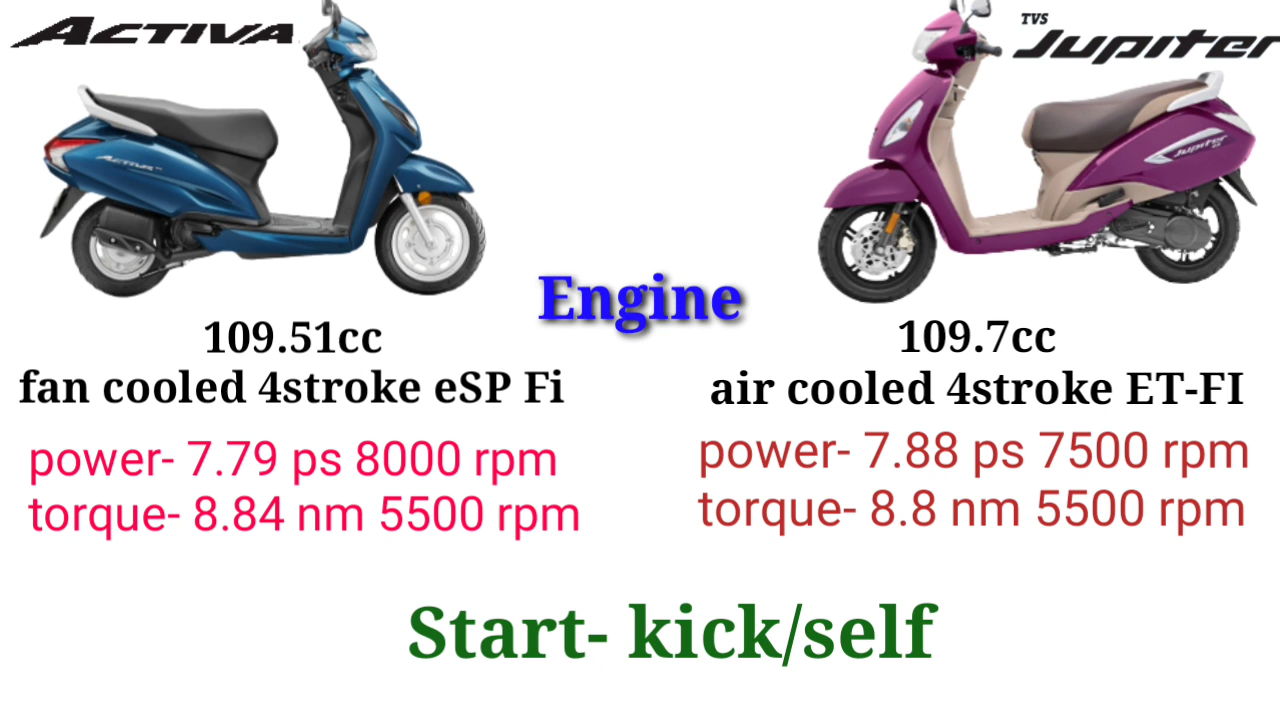 ACTIVA
TVS
Jupiter
ACTIVA
Jupiter
Engine
109.51cc
fan cooled 4stroke eSP Fi
power- 7.79 ps 8000 rpm
torque- 8.84 nm 5500 rpm
109.7cc
air cooled 4stroke ET-FI
power- 7.88 ps 7500 rpm
torque- 8.8 nm 5500 rpm
Start- kick/self